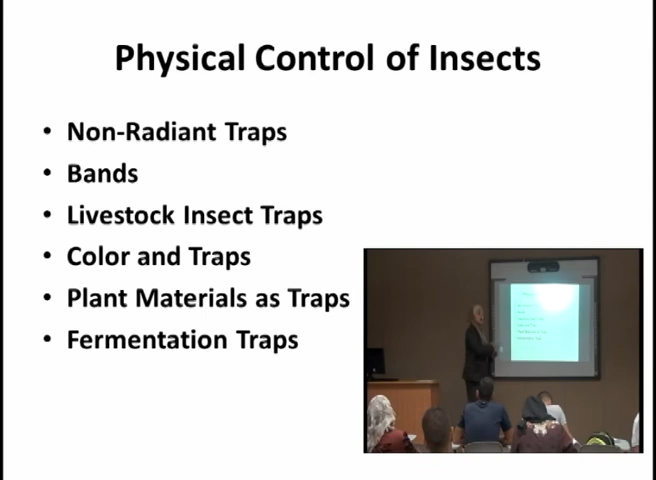 Physical Control of Insects
• Non-Radiant Traps
• Bands
• Livestock Insect Traps
• Color and Traps
• Plant Materials as Traps
• Fermentation Traps